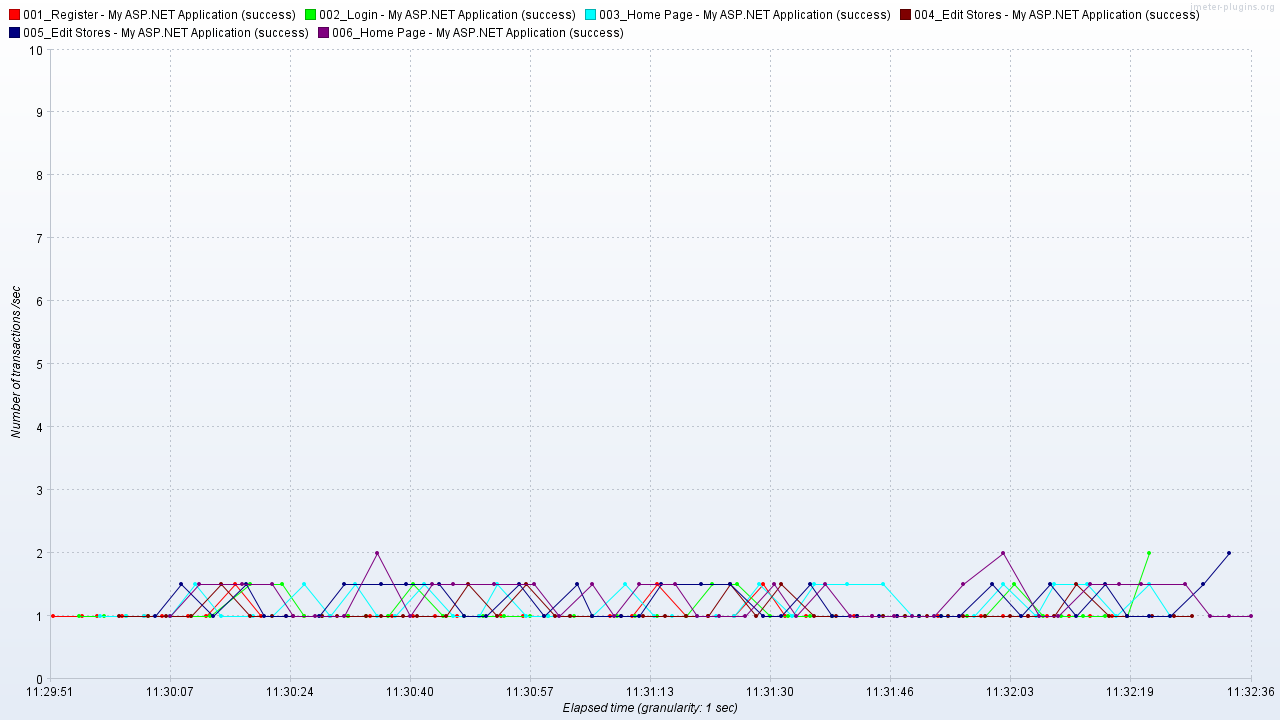 001_Register - My ASP.NET Application (success) 002_Login - My ASP.NET Application (success) 003_Home Page - My ASP.NET Application (success) 004_Edit Stores - My ASP.NET Application (success)
jmeter-plugins.org
005_Edit Stores - My ASP.NET Application (success) 006_Home Page - My ASP.NET Application (success)
10
9
8
7
6
5
4
3
2
1
0
Number of transactions /sec
11:29:51 11:30:07 11:30:24 11:30:40 11:30:57 11:31:13 11:31:30 11:31:46 11:32:03 11:32:19 11:32:36
Elapsed time (granularity: 1 sec)